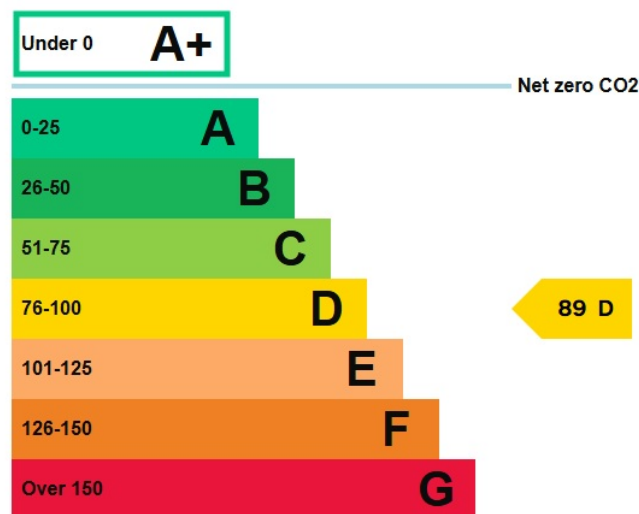 Under 0 A+
Net zero CO2
0-25 A
26-50 B
51-75 C
76-100 D
89 D
101-125 E
126-150 F
Over 150 G